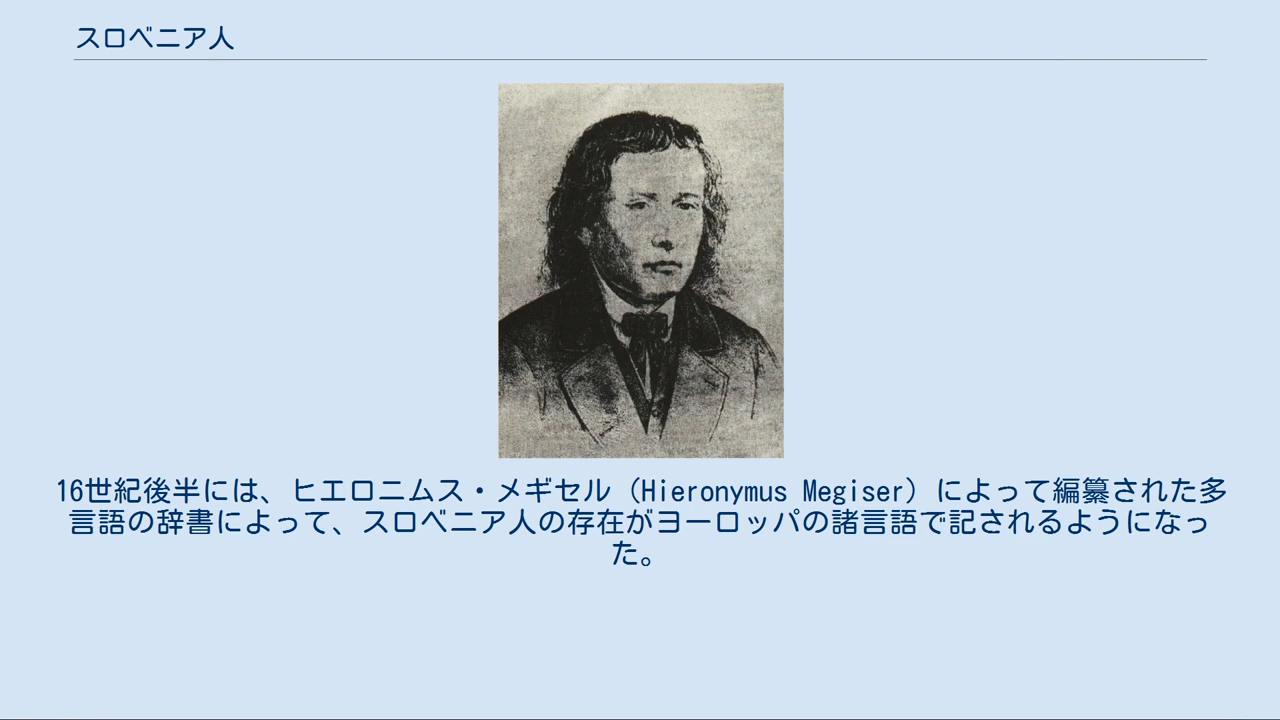 スロベニア人
16世紀後半には、ヒエロニムス・メギセル（Hieronymus Megiser）によって編纂された多
言語の辞書によって、スロベニア人の存在がヨーロッパの諸言語で記されるようになっ
た。